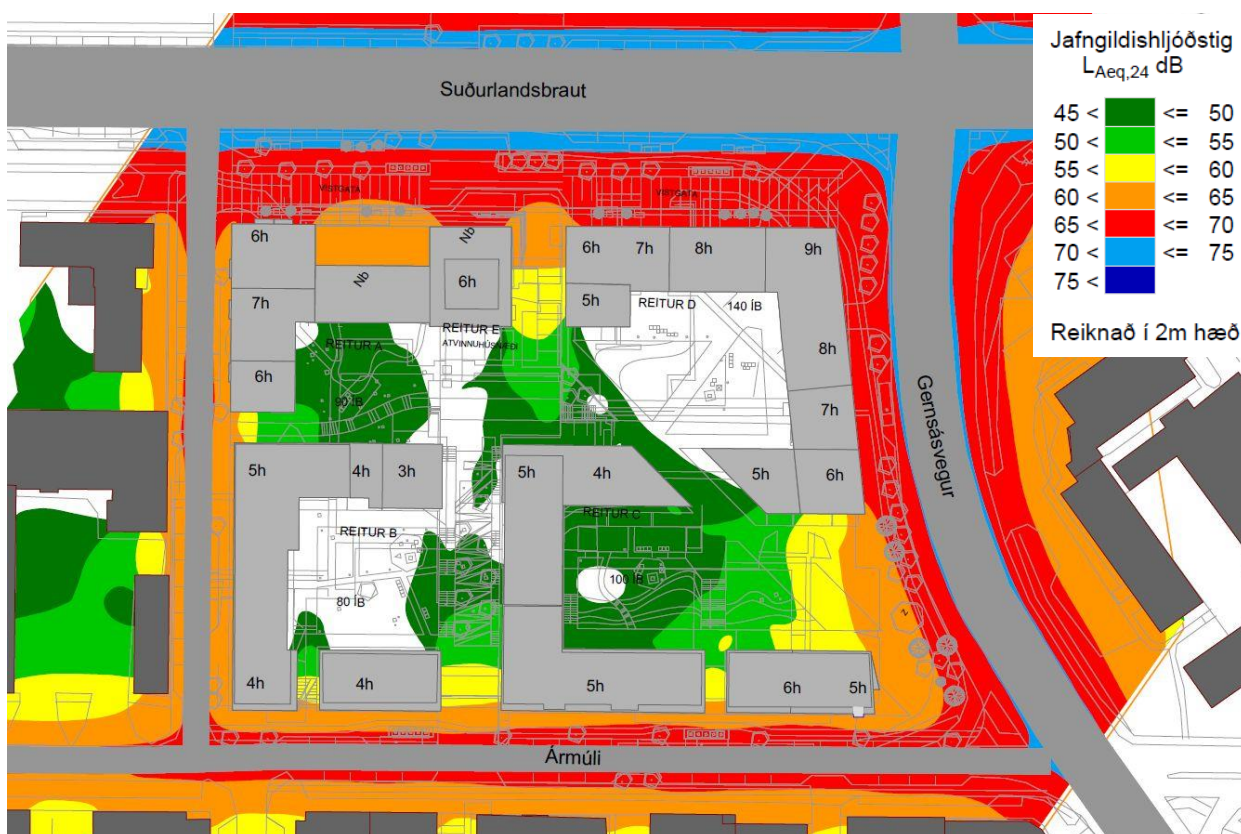 Jafngildishljóðstig
LAeq,24 dB
45 < <= 50
50 < <= 55
55 < <= 60
60 < <= 65
65 < <= 70
70 < <= 75
75 <
Reiknað í 2m hæð
Suðurlandsbraut
VISTGATA
VISTGATA
6h
Nb
6h
7h
8h
9h
7h
Nb
6h
5h
REITUR D
140 ÍB
REITUR A
REITUR E
ATVINNUHÚSNÆÐI
8h
6h
90 ÍB
7h
Gernsásvegur
5h
4h
3h
5h
4h
5h
6h
REITUR B
REITUR C
80 ÍB
100 ÍB
z
4h
4h
5h
6h
5h
Ármúli